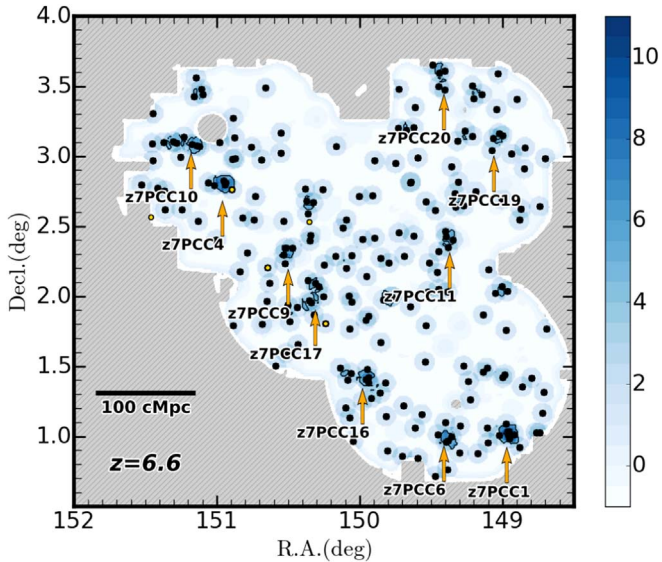 4.0
3.5
3.0
2.5
2.0
1.5
1.0
Decl.(deg)
152
151
150
149
R.A.(deg)
z7PCC20
z7PCC10
z7PCC19
z7PCC4
z7PCC9
z7PCC11
z7PCC17
z7PCC16
z7PCC6
z7PCC1
100 cMpc
z=6.6
10
8
6
4
2
0